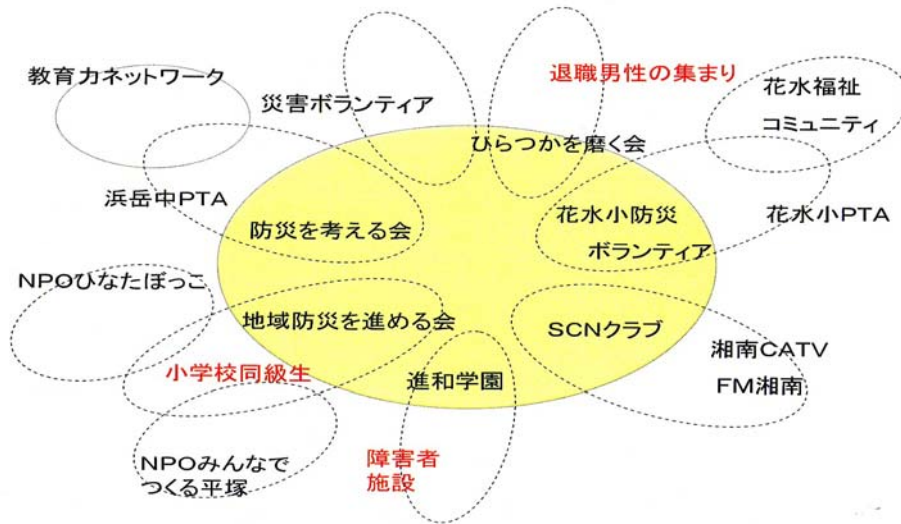 教育力ネットワーク
災害ボランティア
退職男性の集まり
花水福祉
コミュニティ
ひらつかを磨く会
浜岳中PTA
防災を考える会
花水小防災
ボランティア
花水小PTA
NPOひなたぼっこ
地域防災を進める会
SCNクラブ
湘南CATV
FM湘南
小学校同級生
進和学園
NPOみんなで
つくる平塚
障害者
施設